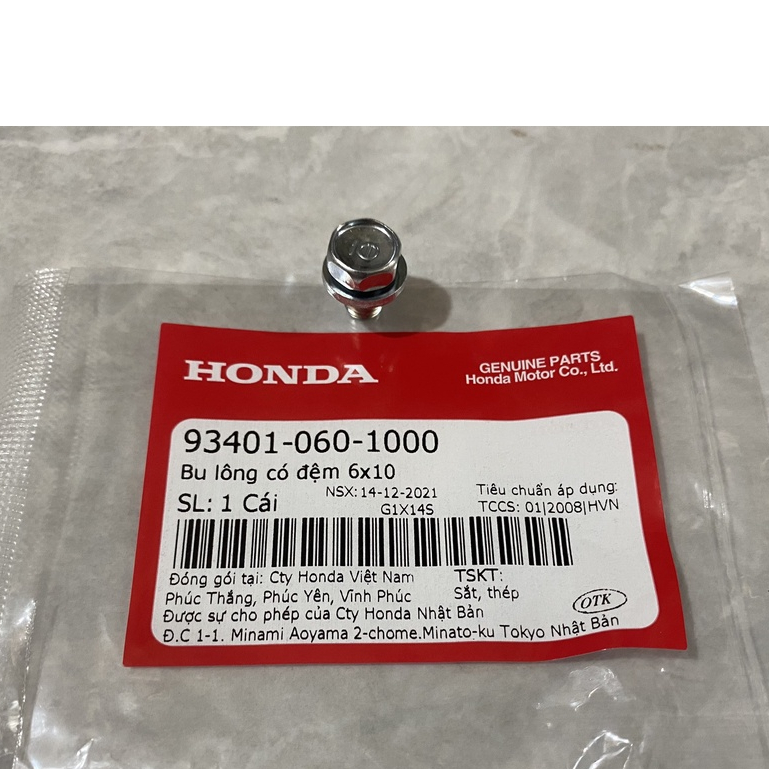 10
HONDA
GENUINE PARTS
Honda Motor Co., Ltd.
93401-060-1000
Bu lông có đệm 6x10
SL: 1 Cái
NSX: 14-12-2021
G1X14S
Tiêu chuẩn áp dụng:
TCCS: 01|2008|HVN
Đóng gói tại: Cty Honda Việt Nam
Phúc Thắng, Phúc Yên, Vĩnh Phúc
TSKT:
Sắt, thép
Được sự cho phép của Cty Honda Nhật Bản
OTK
Đ.C 1-1. Minami Aoyama 2-chome.Minato-ku Tokyo Nhật Bản